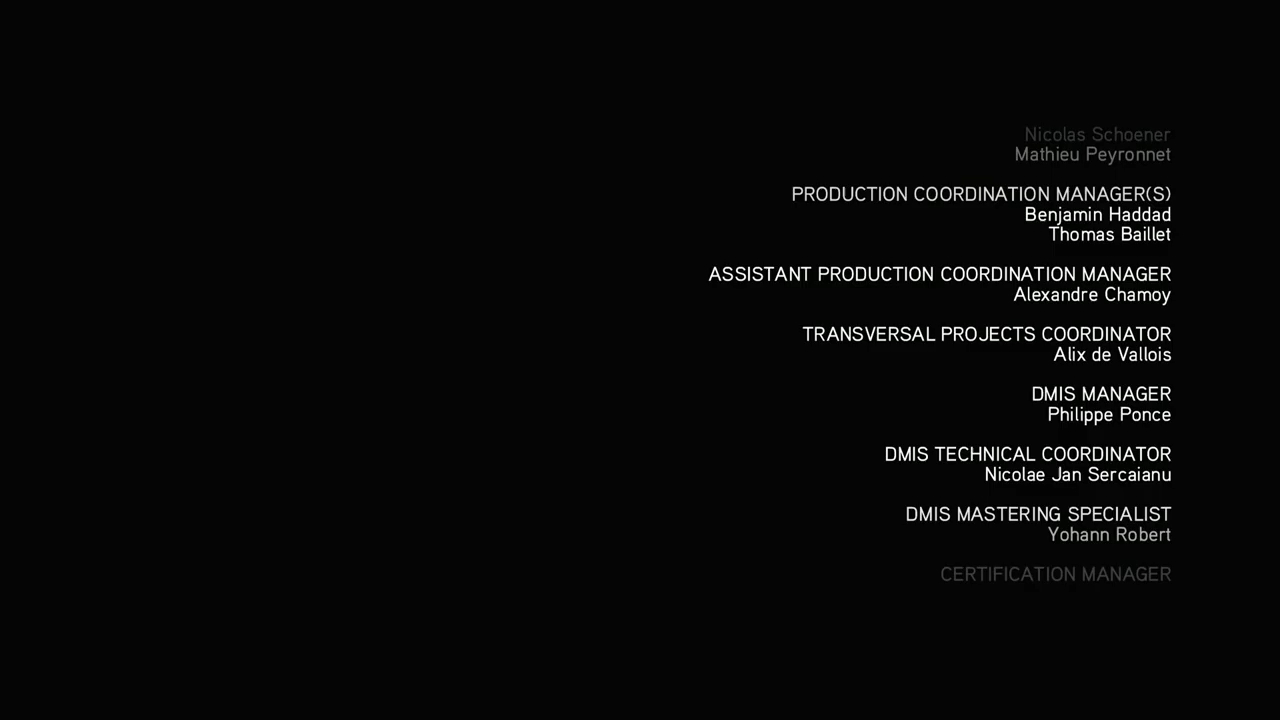 Nicolas Schoener
Mathieu Peyronnet
PRODUCTION COORDINATION MANAGER(S)
Benjamin Haddad
Thomas Baillet
ASSISTANT PRODUCTION COORDINATION MANAGER
Alexandre Chamoy
TRANSVERSAL PROJECTS COORDINATOR
Alix de Vallois
DMIS MANAGER
Philippe Ponce
DMIS TECHNICAL COORDINATOR
Nicolae Jan Sercaianu
DMIS MASTERING SPECIALIST
Yohann Robert
CERTIFICATION MANAGER